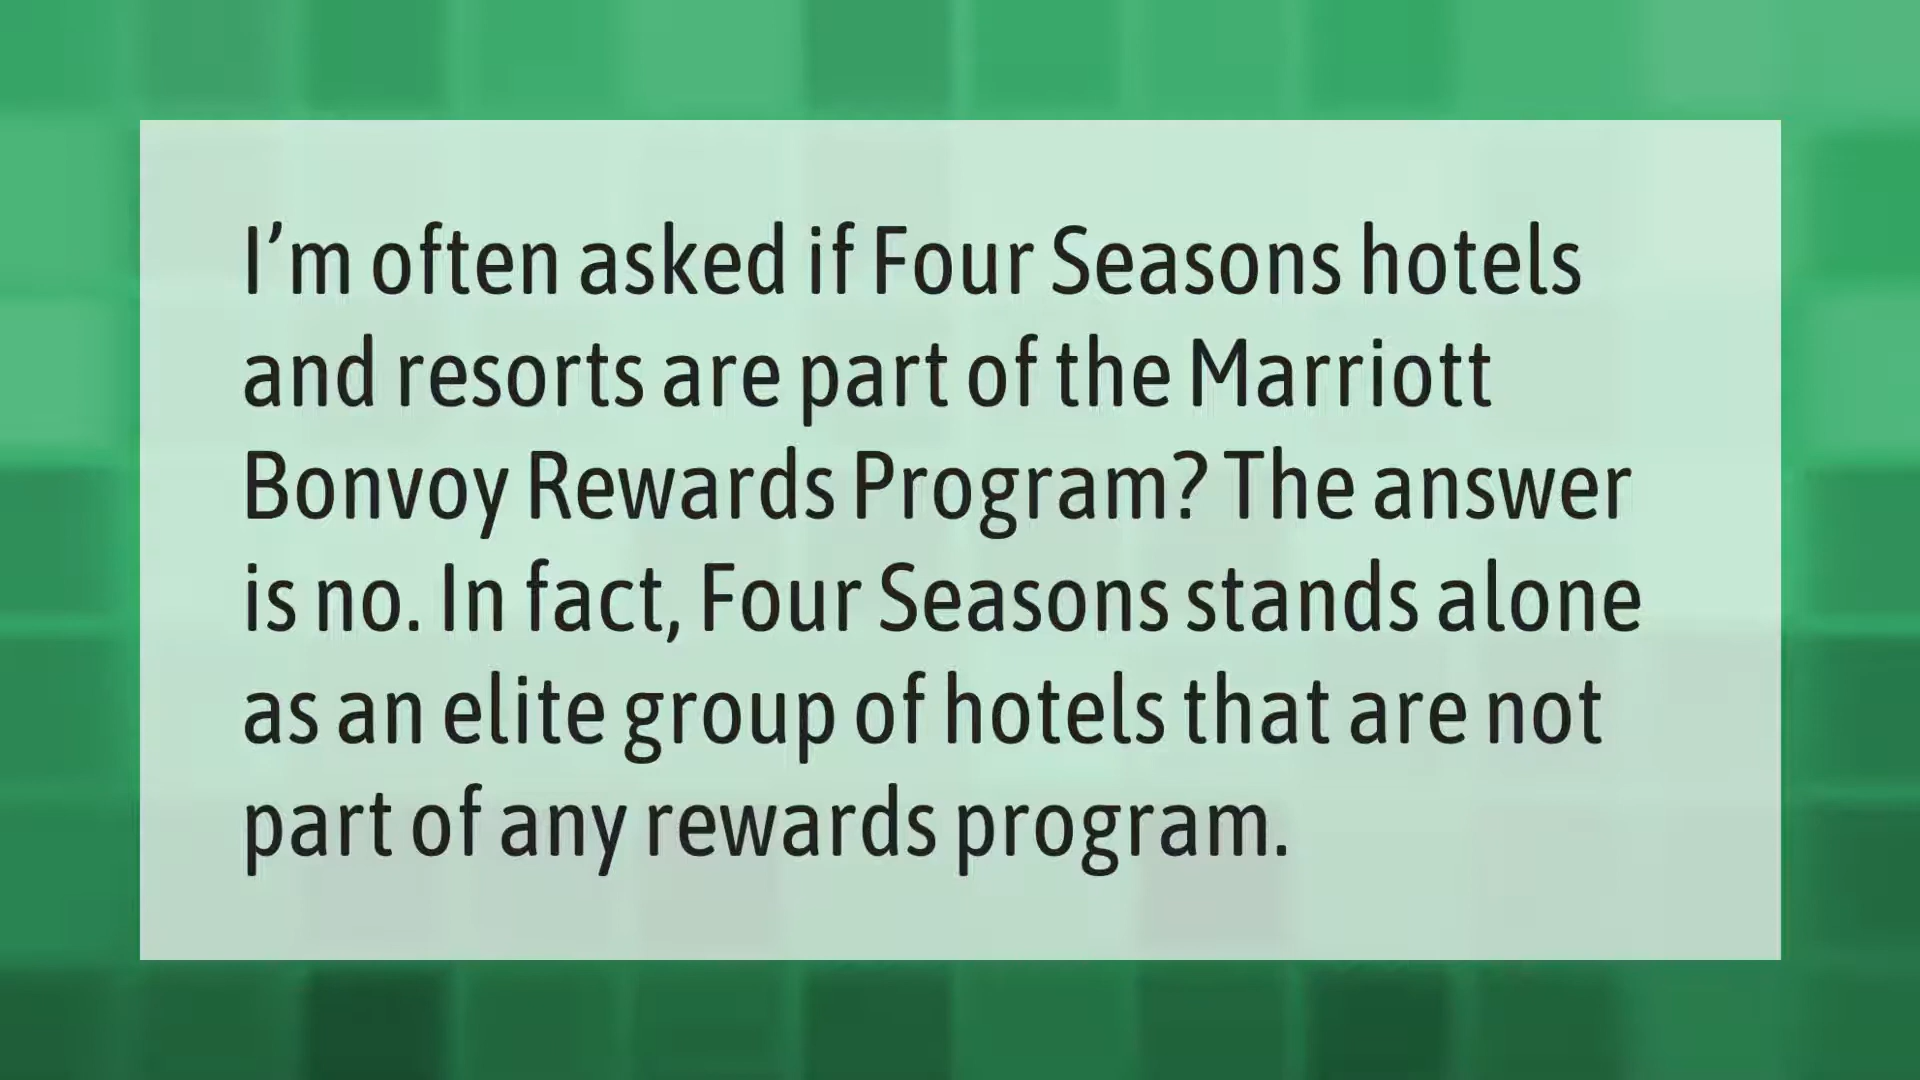 I’m often asked if Four Seasons hotels
and resorts are part of the Marriott
Bonvoy Rewards Program? The answer
is no. In fact, Four Seasons stands alone
as an elite group of hotels that are not
part of any rewards program.